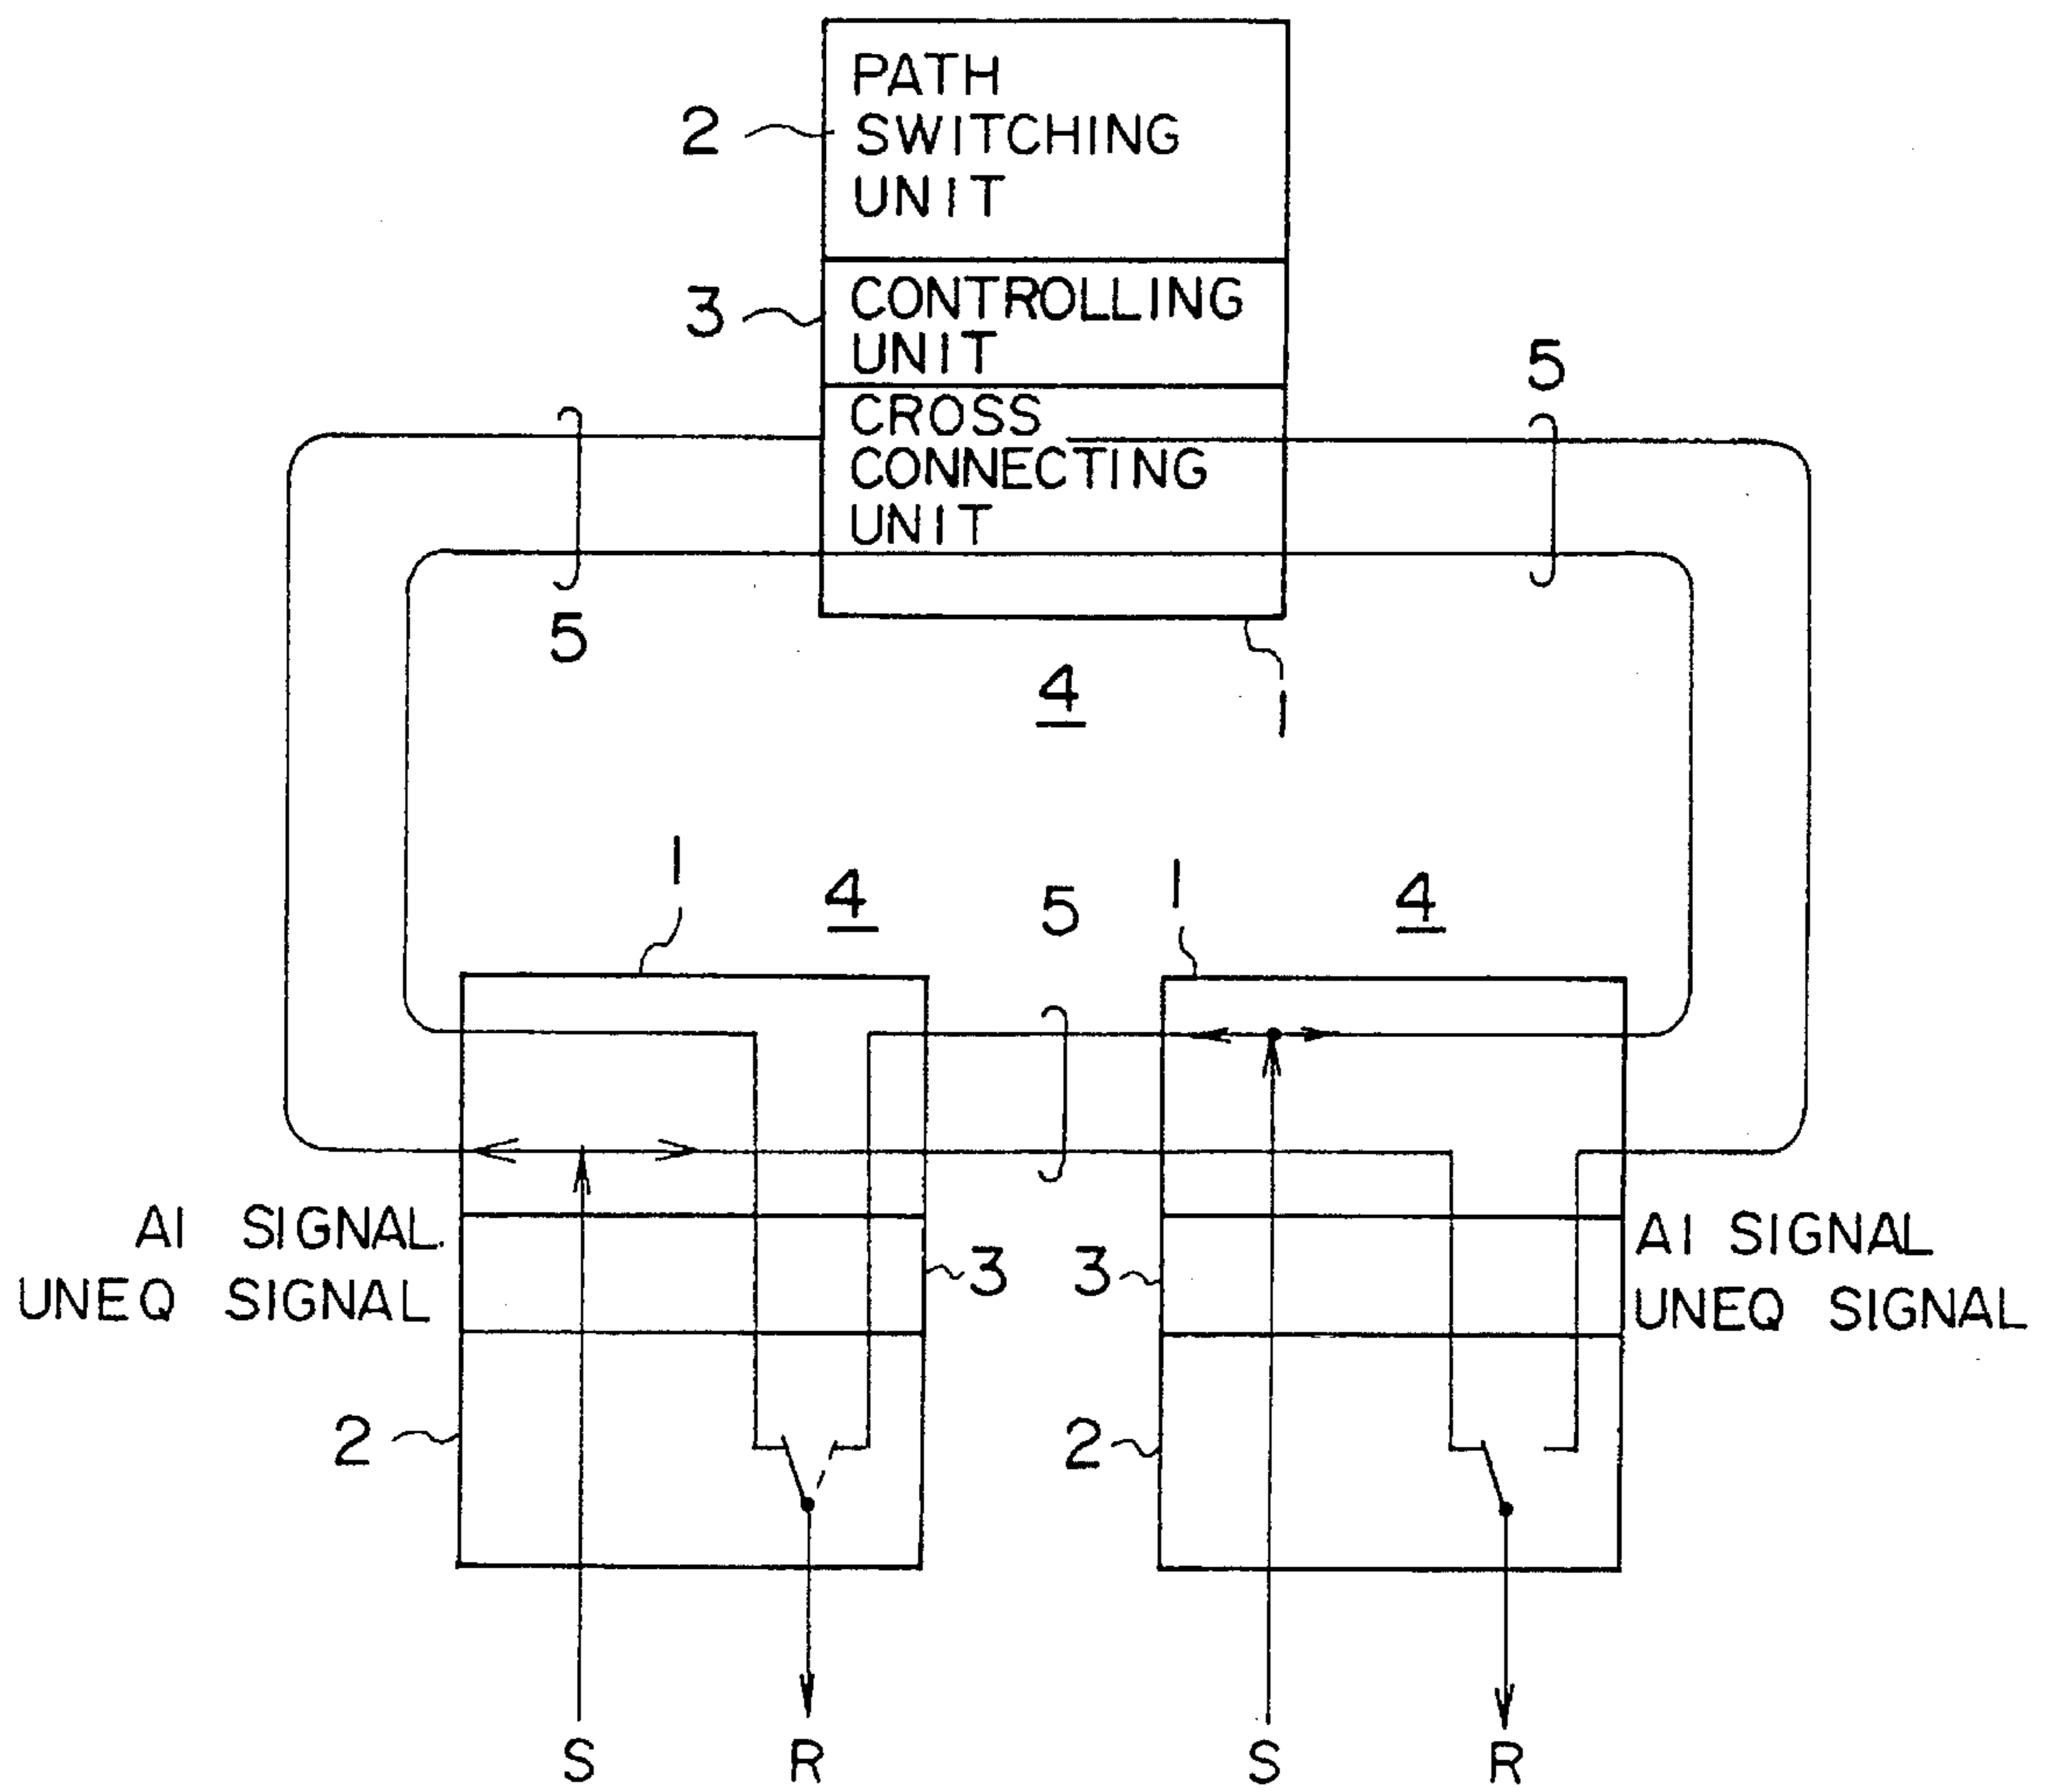 PATH
SWITCHING
UNIT
2
3
CONTROLLING
UNIT
5
CROSS
CONNECTING
UNIT
5
4
1
1
4
5
1
4
AI SIGNAL
UNEQ SIGNAL
3
3
AI SIGNAL
UNEQ SIGNAL
2
2
S
R
S
R